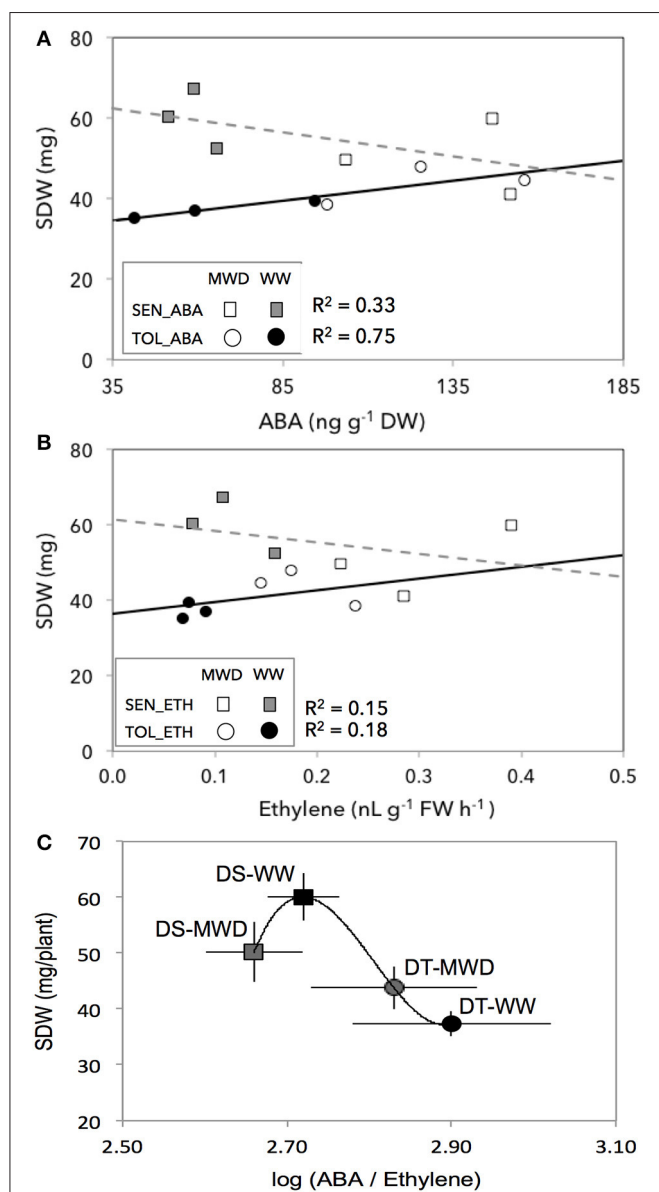 A
80
60
40
20
0
SDW (mg)
MWD WW
SEN_ABA R² = 0.33
TOL_ABA R² = 0.75
35 85 135 185
ABA (ng g⁻¹ DW)
B
80
60
40
20
0
SDW (mg)
MWD WW
SEN_ETH R² = 0.15
TOL_ETH R² = 0.18
0.0 0.1 0.2 0.3 0.4 0.5
Ethylene (nL g⁻¹ FW h⁻¹)
C
70
60
50
40
30
20
SDW (mg/plant)
DS-WW
DS-MWD
DT-MWD
DT-WW
2.50 2.70 2.90 3.10
log (ABA / Ethylene)